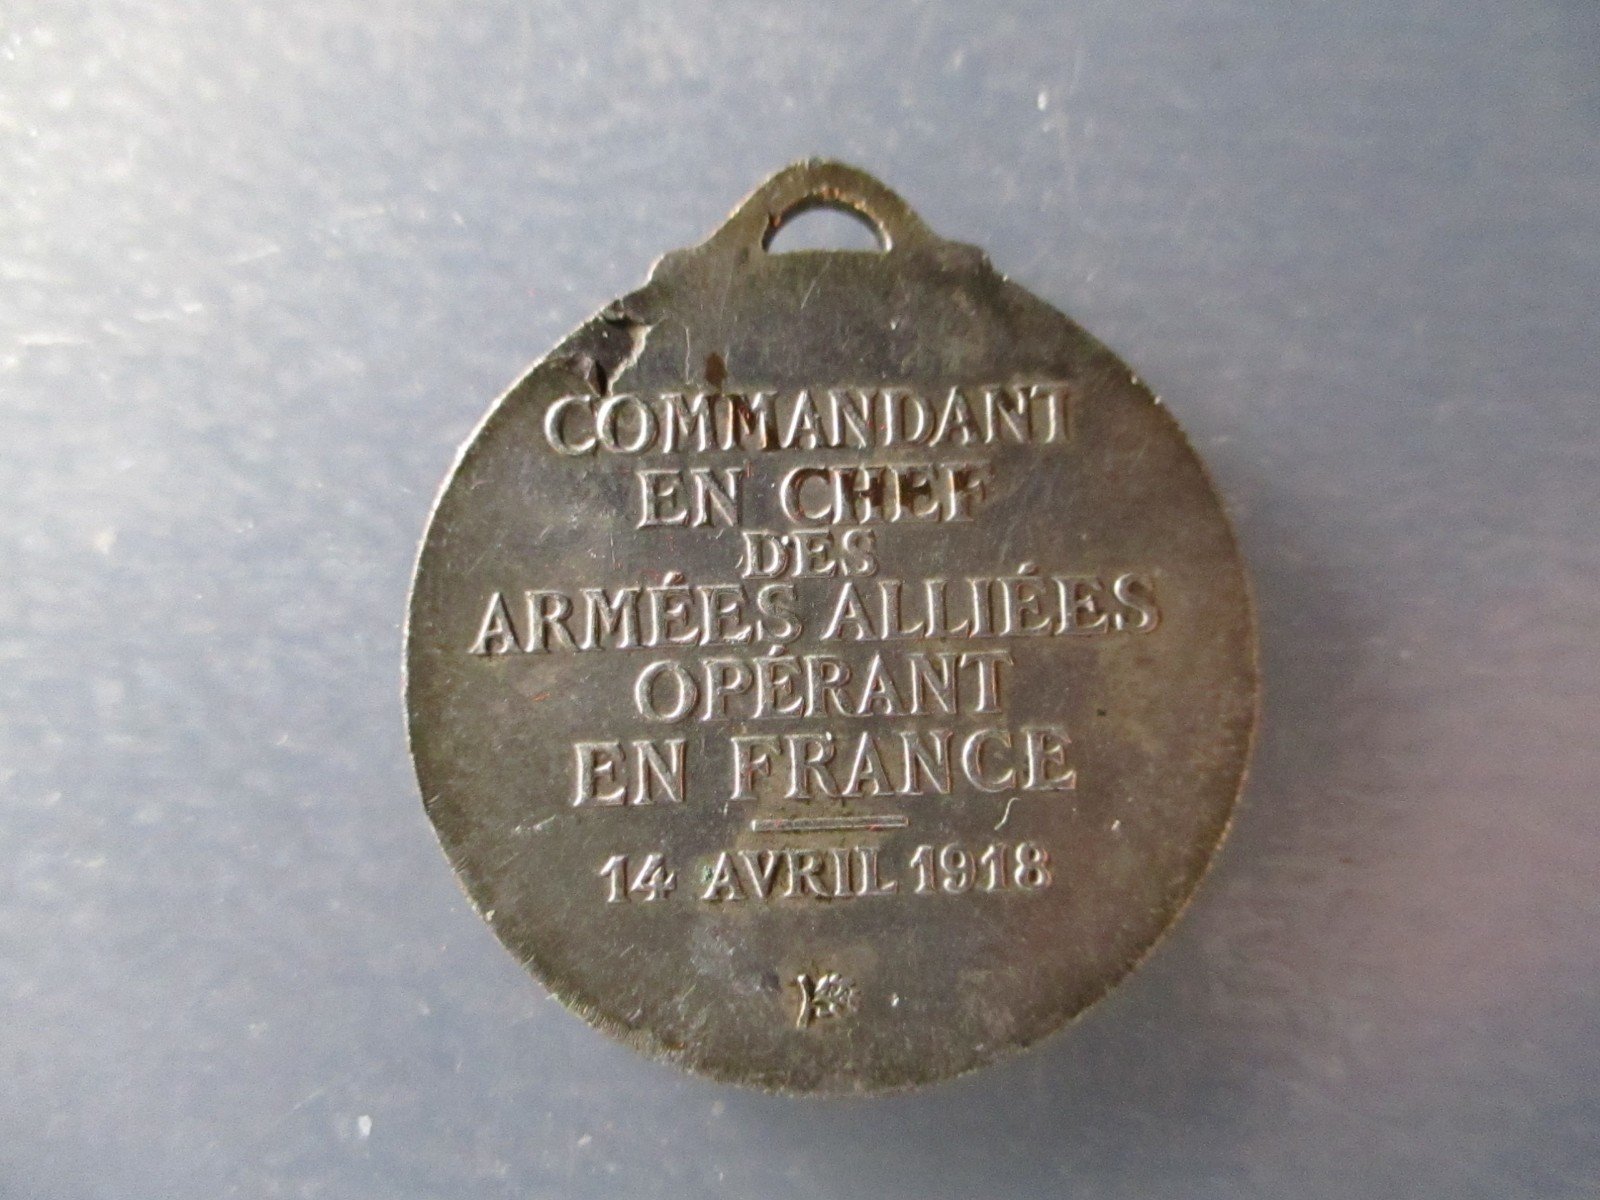 COMMANDANT
EN CHEF
DES
ARMÉES ALLIÉES
OPÉRANT
EN FRANCE
14 AVRIL 1918